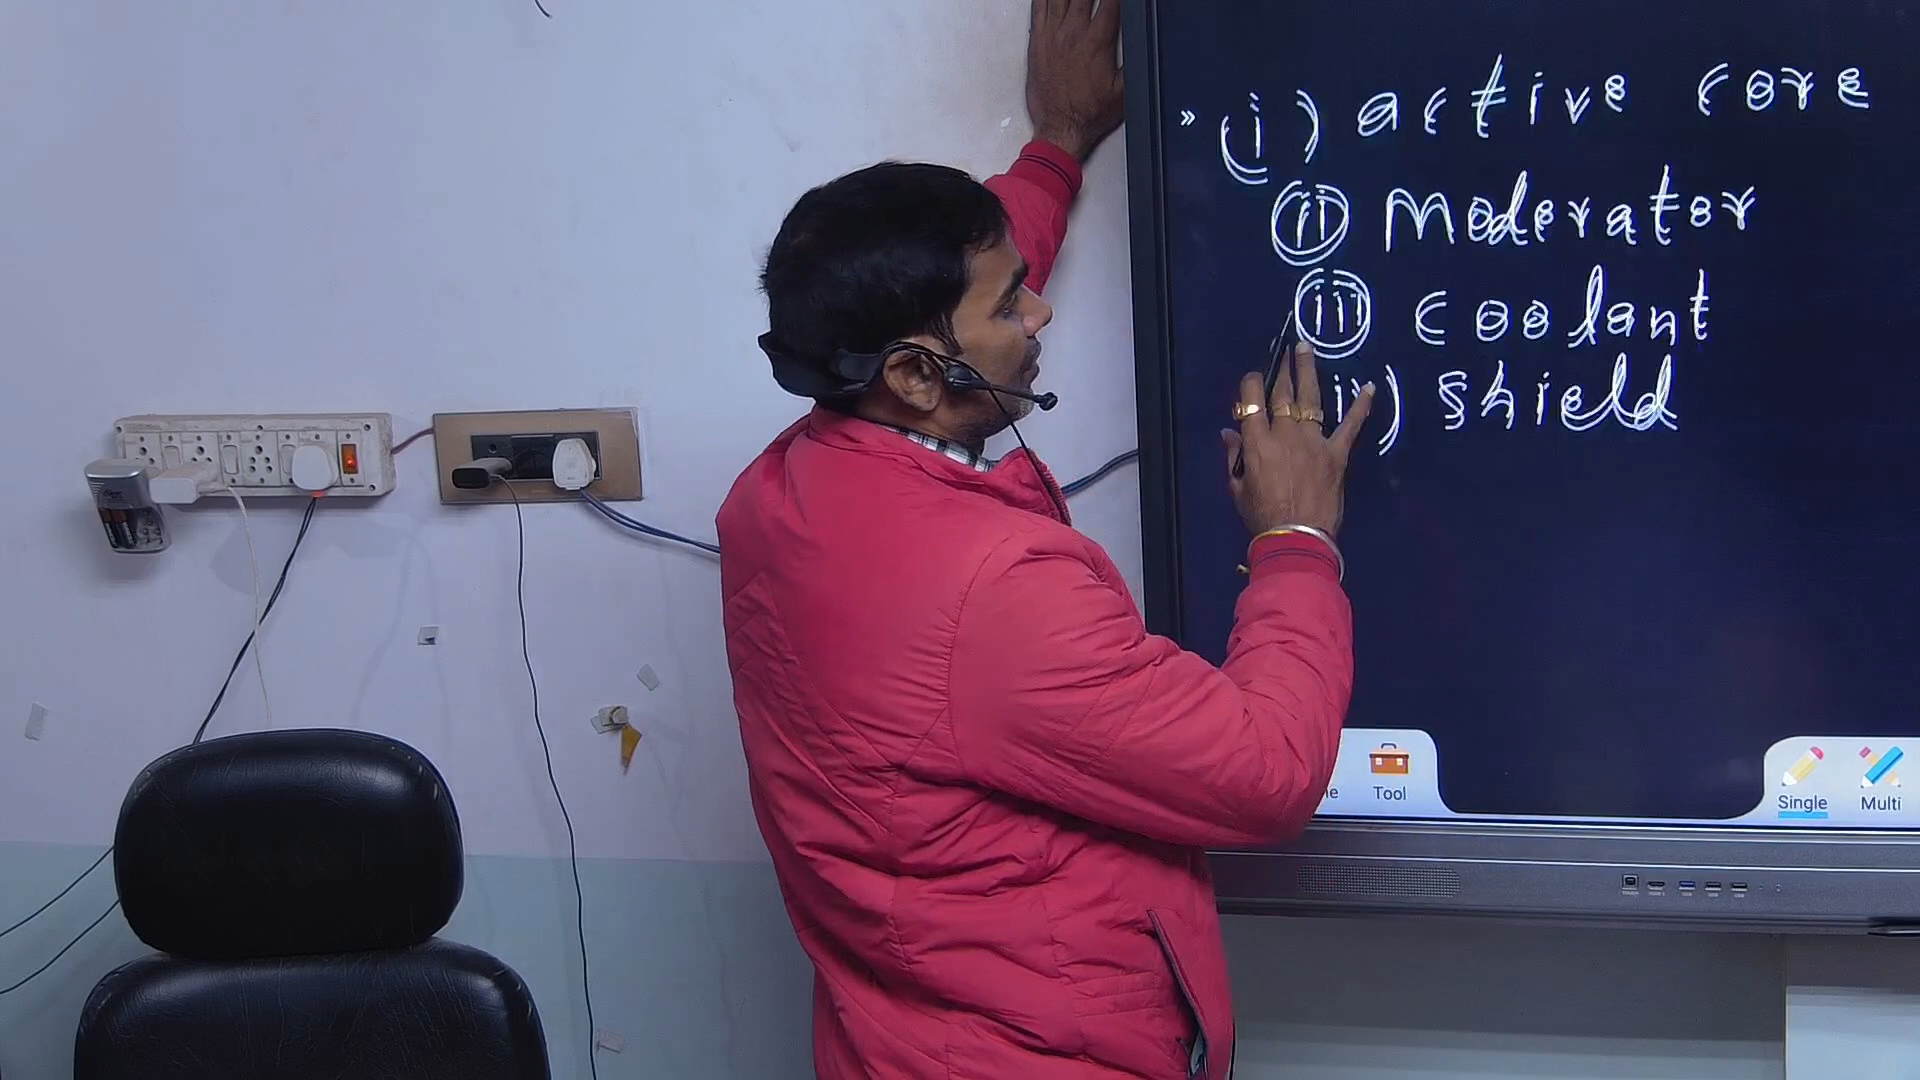 » (i) active core
(ii) Moderator
(iii) coolant
iv) shield
Tool
Single Multi